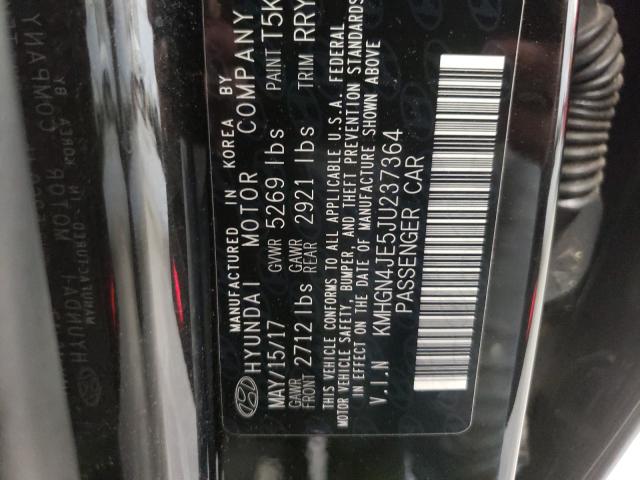 MANUFACTURED IN KOREA BY
HYUNDAI MOTOR COMPANY
MAY/15/17 GVWR 5269 lbs PAINT T5K
GAWR FRONT 2712 lbs GAWR REAR 2921 lbs TRIM RRY
THIS VEHICLE CONFORMS TO ALL APPLICABLE U.S.A. FEDERAL
MOTOR VEHICLE SAFETY, BUMPER, AND THEFT PREVENTION STANDARDS
IN EFFECT ON THE DATE OF MANUFACTURE SHOWN ABOVE
V.I.N KMHGN4JE5JU237364
PASSENGER CAR